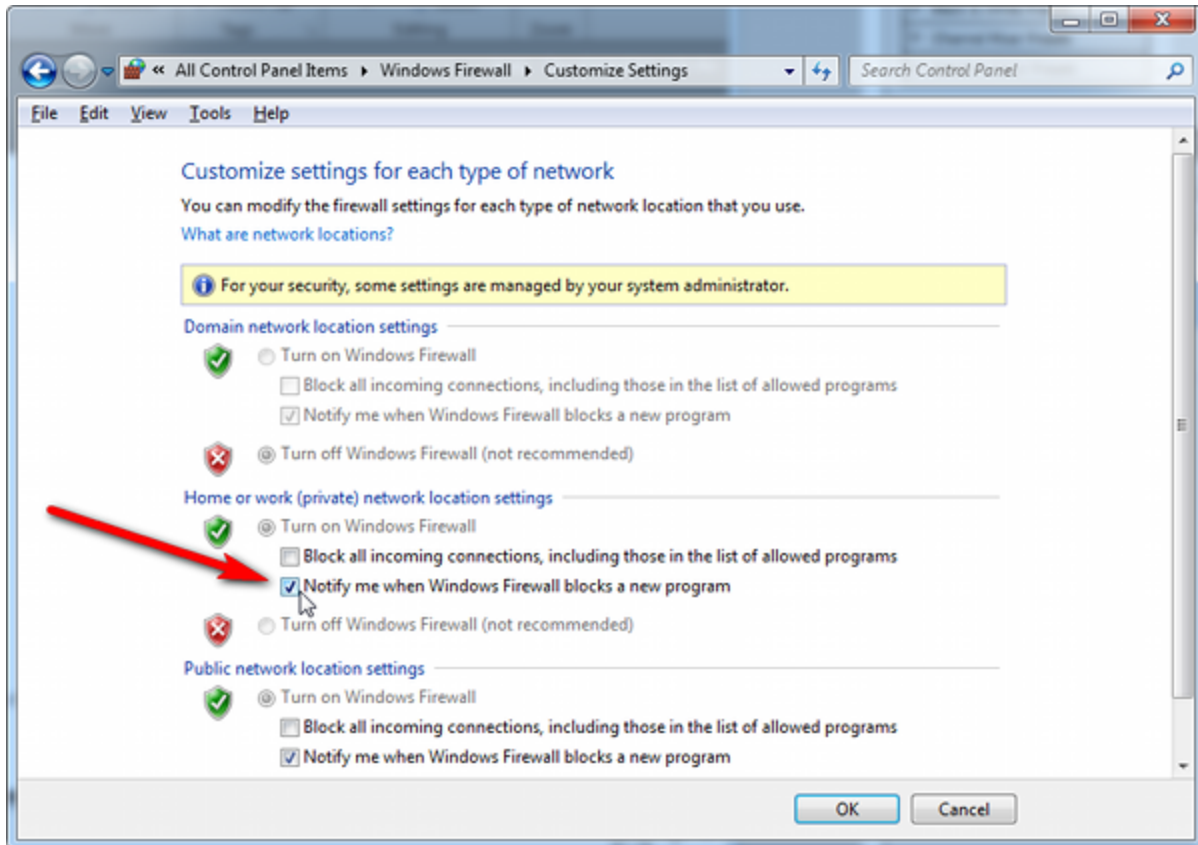 « All Control Panel Items ▸ Windows Firewall ▸ Customize Settings
Search Control Panel
File Edit View Tools Help
Customize settings for each type of network
You can modify the firewall settings for each type of network location that you use.
What are network locations?
For your security, some settings are managed by your system administrator.
Domain network location settings
Turn on Windows Firewall
Block all incoming connections, including those in the list of allowed programs
Notify me when Windows Firewall blocks a new program
Turn off Windows Firewall (not recommended)
Home or work (private) network location settings
Turn on Windows Firewall
Block all incoming connections, including those in the list of allowed programs
Notify me when Windows Firewall blocks a new program
Turn off Windows Firewall (not recommended)
Public network location settings
Turn on Windows Firewall
Block all incoming connections, including those in the list of allowed programs
Notify me when Windows Firewall blocks a new program
OK Cancel